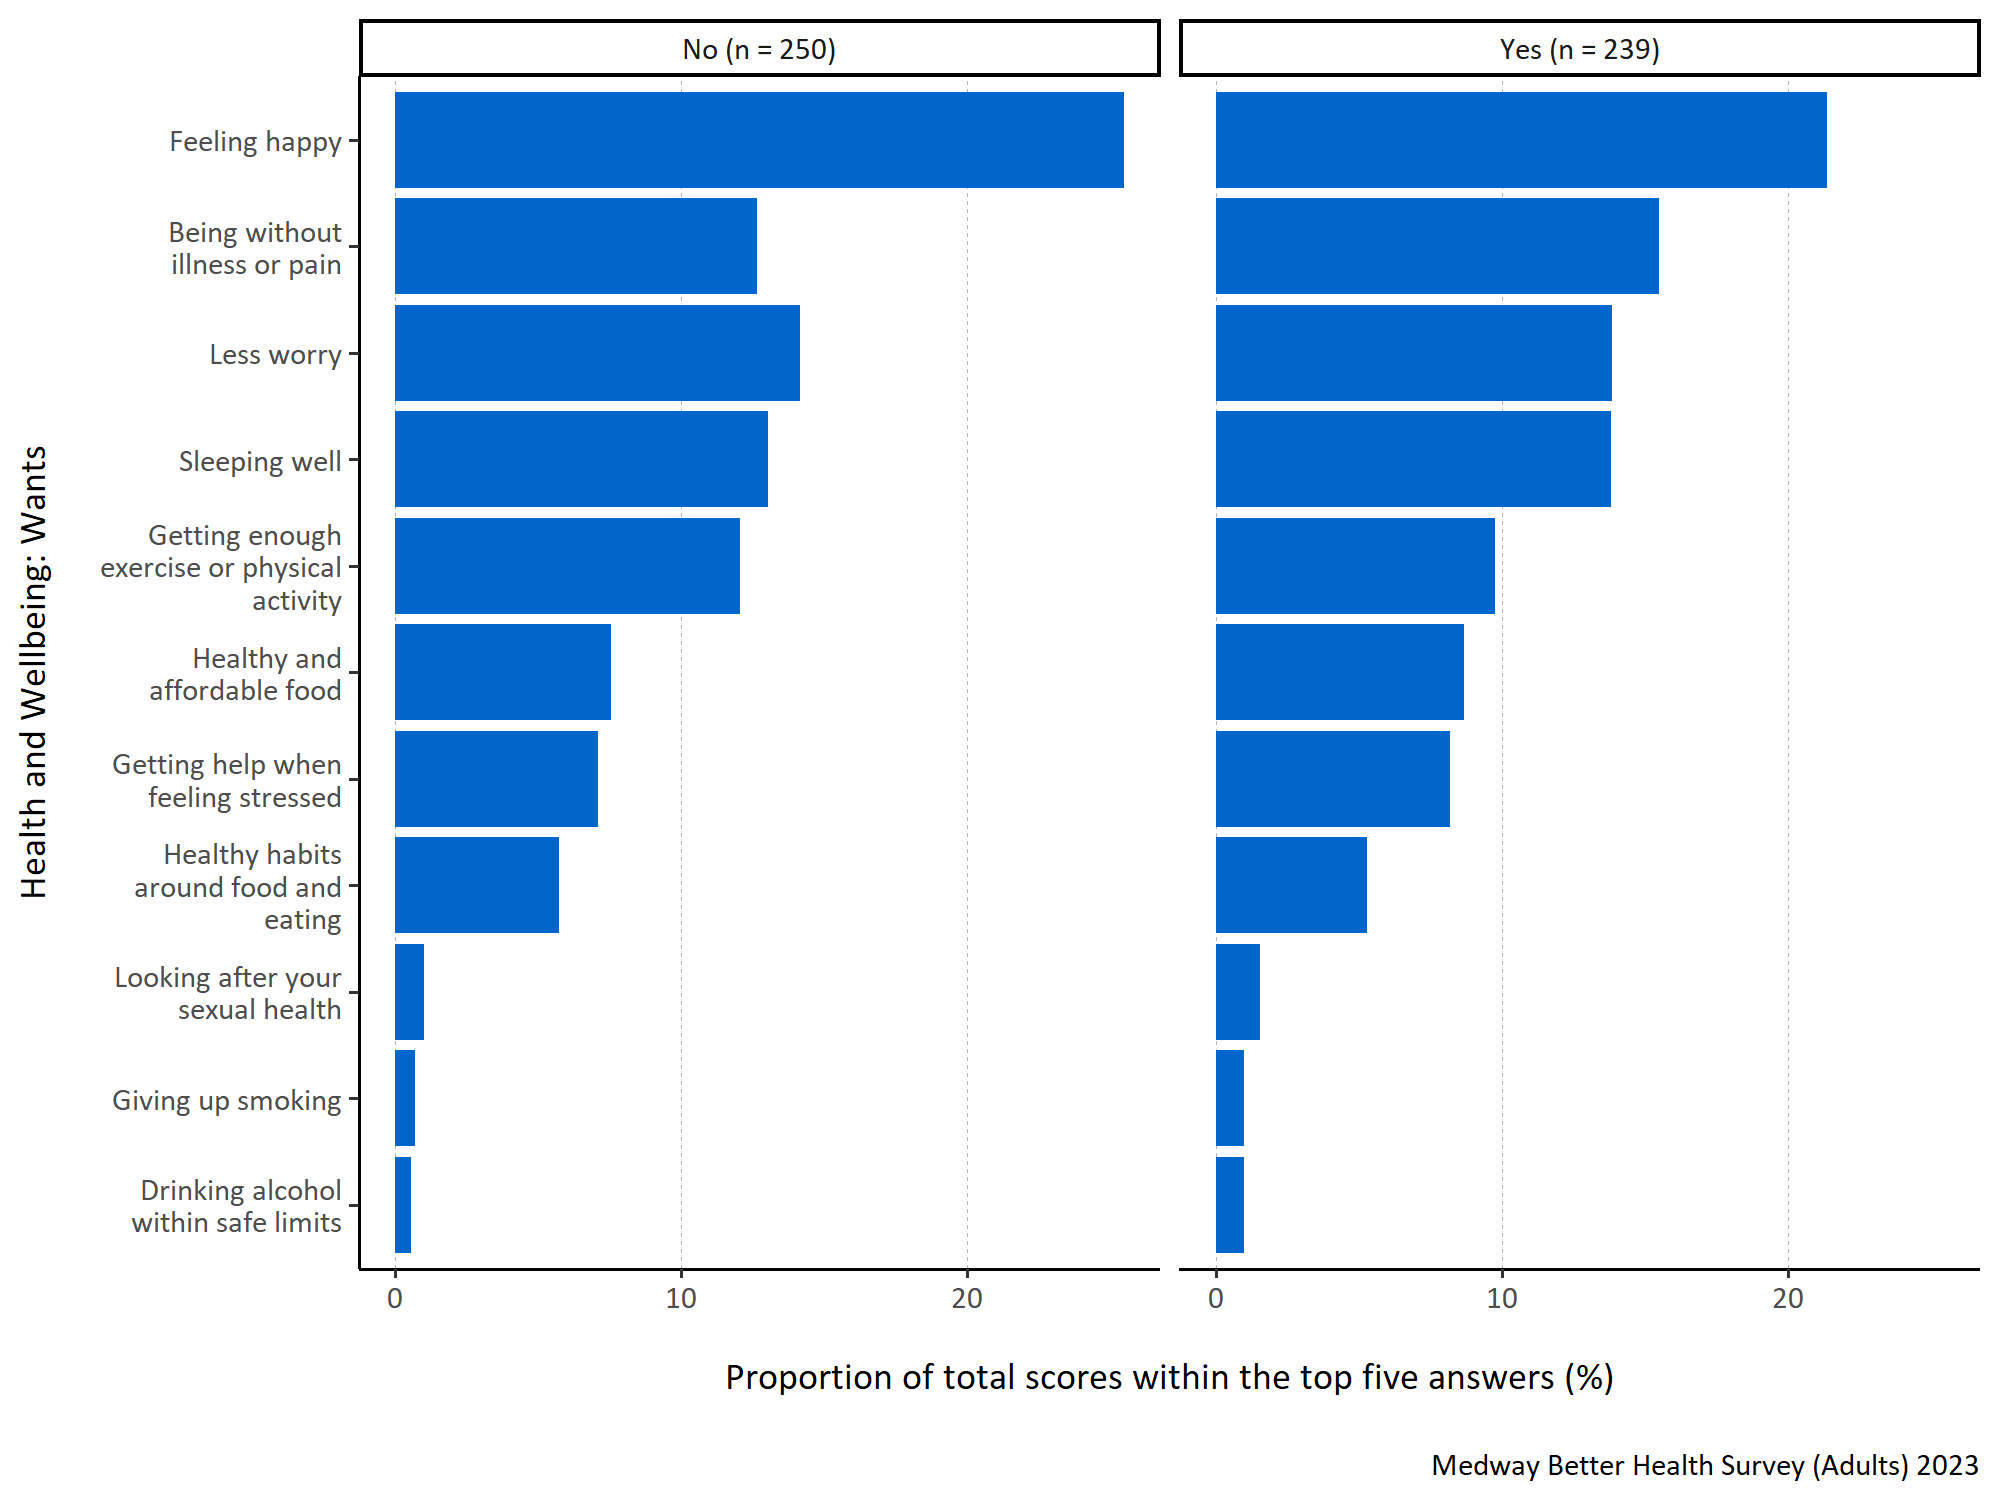 No (n = 250)
Yes (n = 239)
Health and Wellbeing: Wants
Feeling happy
Being without
illness or pain
Less worry
Sleeping well
Getting enough
exercise or physical
activity
Healthy and
affordable food
Getting help when
feeling stressed
Healthy habits
around food and
eating
Looking after your
sexual health
Giving up smoking
Drinking alcohol
within safe limits
0 10 20
0 10 20
Proportion of total scores within the top five answers (%)
Medway Better Health Survey (Adults) 2023